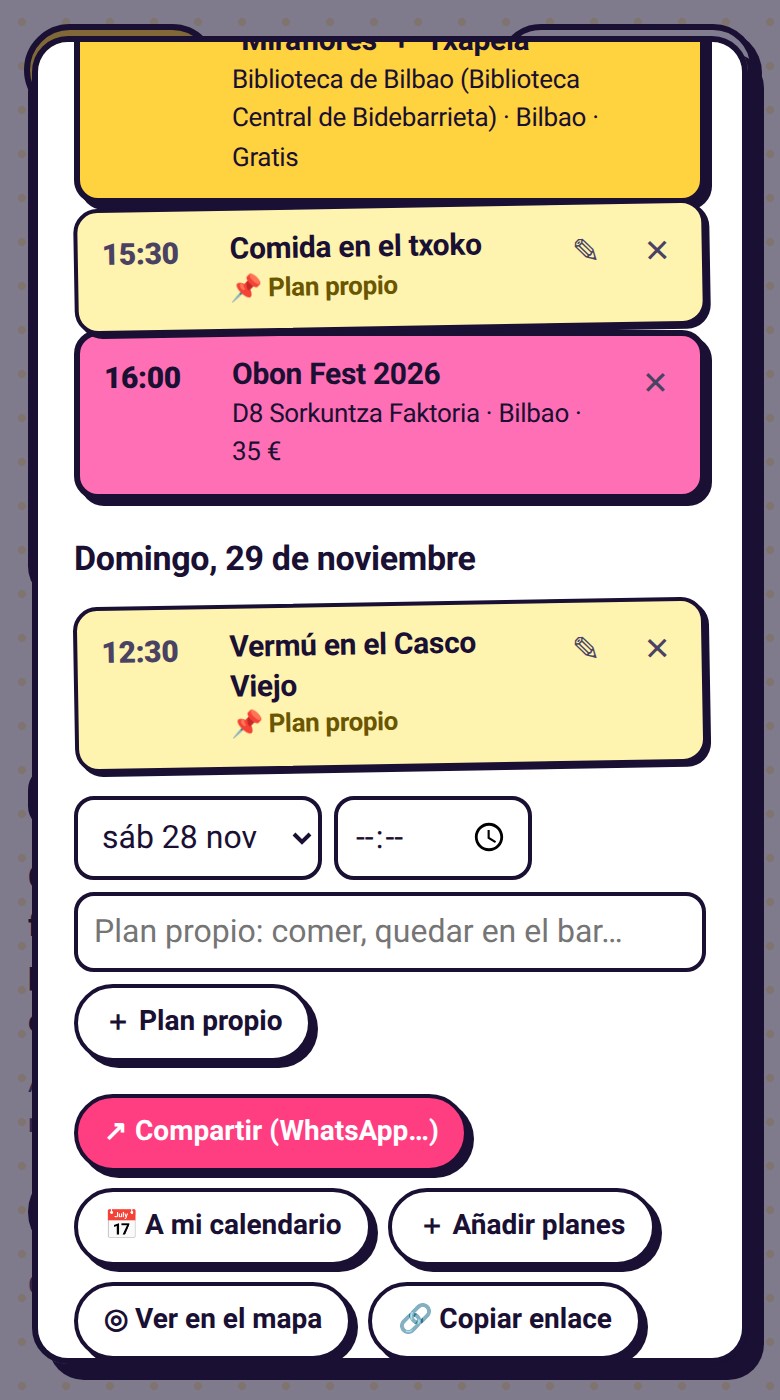 "Miraflores" + "Txapela"
Biblioteca de Bilbao (Biblioteca
Central de Bidebarrieta) · Bilbao ·
Gratis
15:30
Comida en el txoko
✎ ✕
📌 Plan propio
16:00
Obon Fest 2026
✕
D8 Sorkuntza Faktoria · Bilbao ·
35 €
Domingo, 29 de noviembre
12:30
Vermú en el Casco
Viejo
✎ ✕
📌 Plan propio
sáb 28 nov
--:--
Plan propio: comer, quedar en el bar…
+ Plan propio
↗ Compartir (WhatsApp…)
📅 A mi calendario
+ Añadir planes
◎ Ver en el mapa
🔗 Copiar enlace